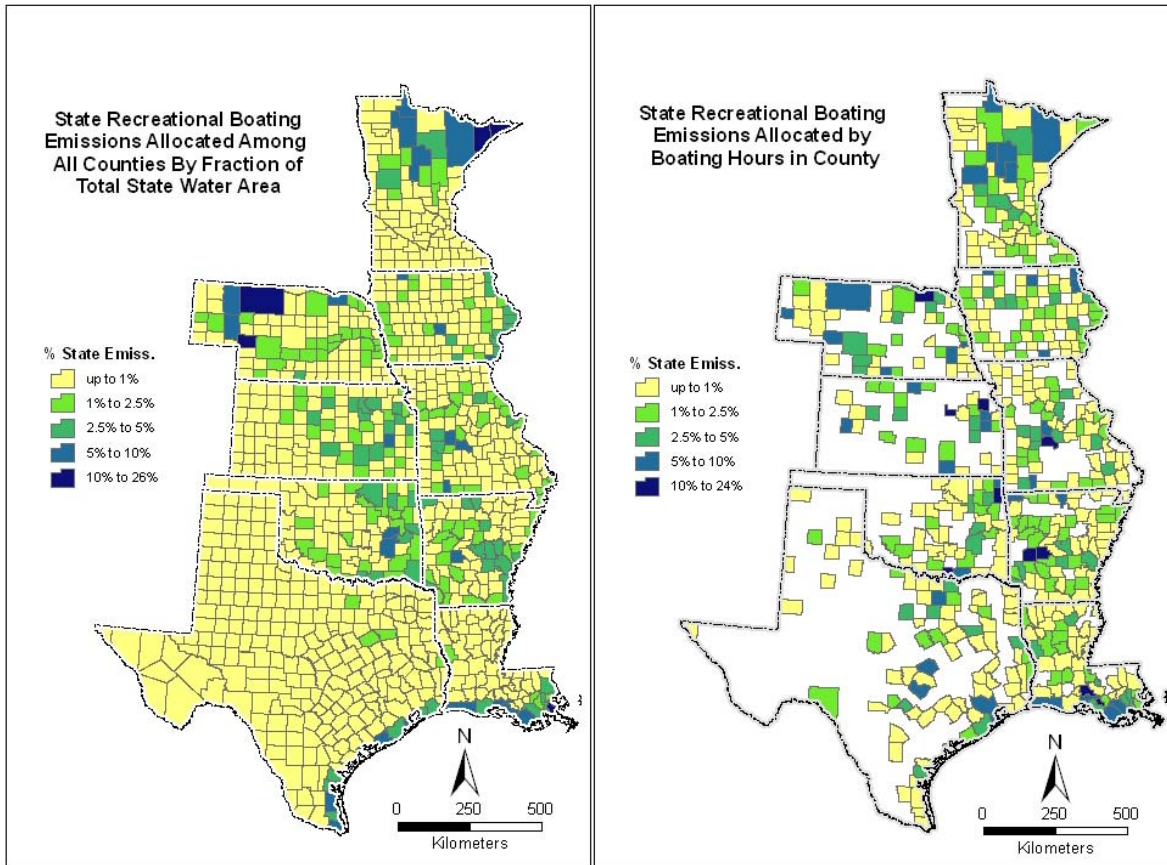 State Recreational Boating
Emissions Allocated Among
All Counties By Fraction of
Total State Water Area
% State Emiss.
up to 1%
1% to 2.5%
2.5% to 5%
5% to 10%
10% to 26%
N
0 250 500
Kilometers
State Recreational Boating
Emissions Allocated by
Boating Hours in County
% State Emiss.
up to 1%
1% to 2.5%
2.5% to 5%
5% to 10%
10% to 24%
N
0 250 500
Kilometers